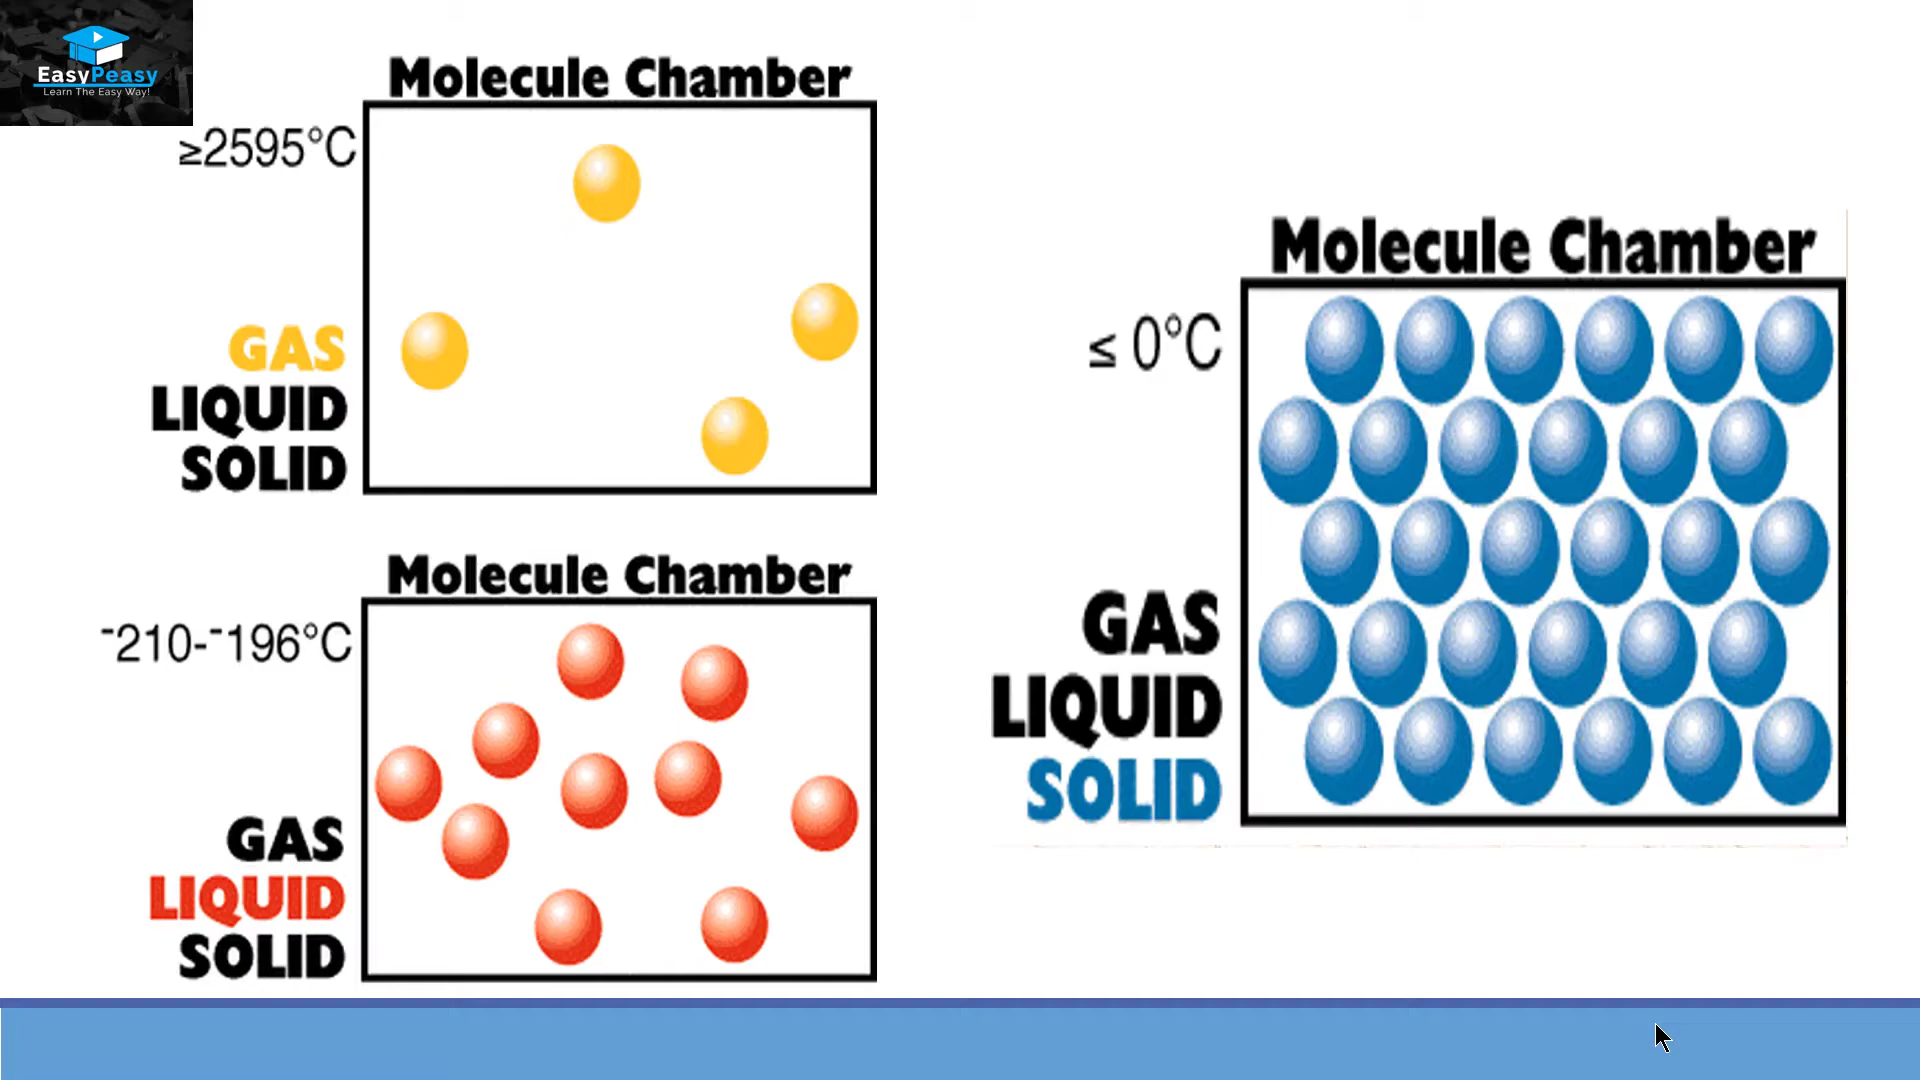 EasyPeasy
Learn The Easy Way!
Molecule Chamber
≥2595°C
GAS
LIQUID
SOLID
Molecule Chamber
⁻210-⁻196°C
GAS
LIQUID
SOLID
Molecule Chamber
≤ 0°C
GAS
LIQUID
SOLID